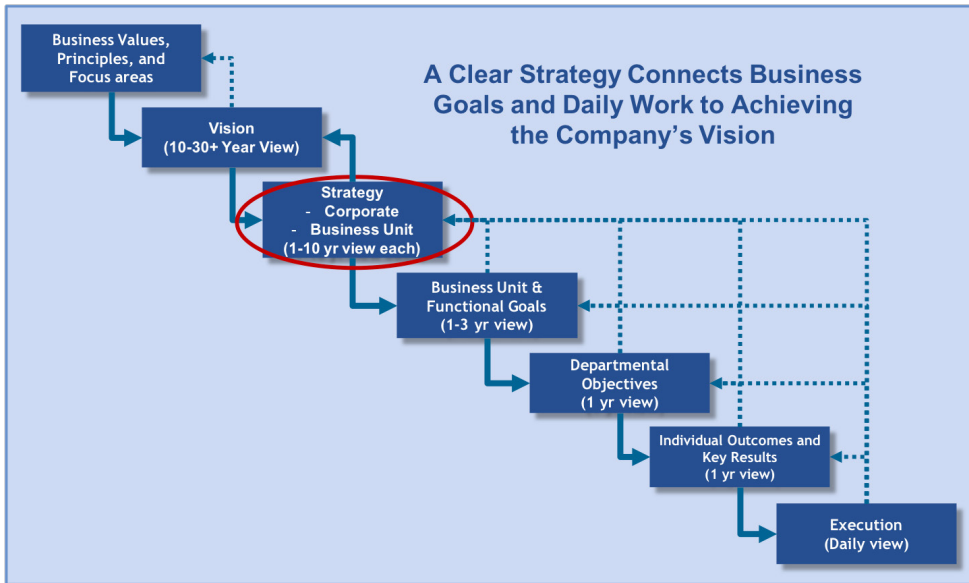 Business Values,
Principles, and
Focus areas
A Clear Strategy Connects Business
Goals and Daily Work to Achieving
the Company's Vision
Vision
(10-30+ Year View)
Strategy
- Corporate
- Business Unit
(1-10 yr view each)
Business Unit &
Functional Goals
(1-3 yr view)
Departmental
Objectives
(1 yr view)
Individual Outcomes and
Key Results
(1 yr view)
Execution
(Daily view)